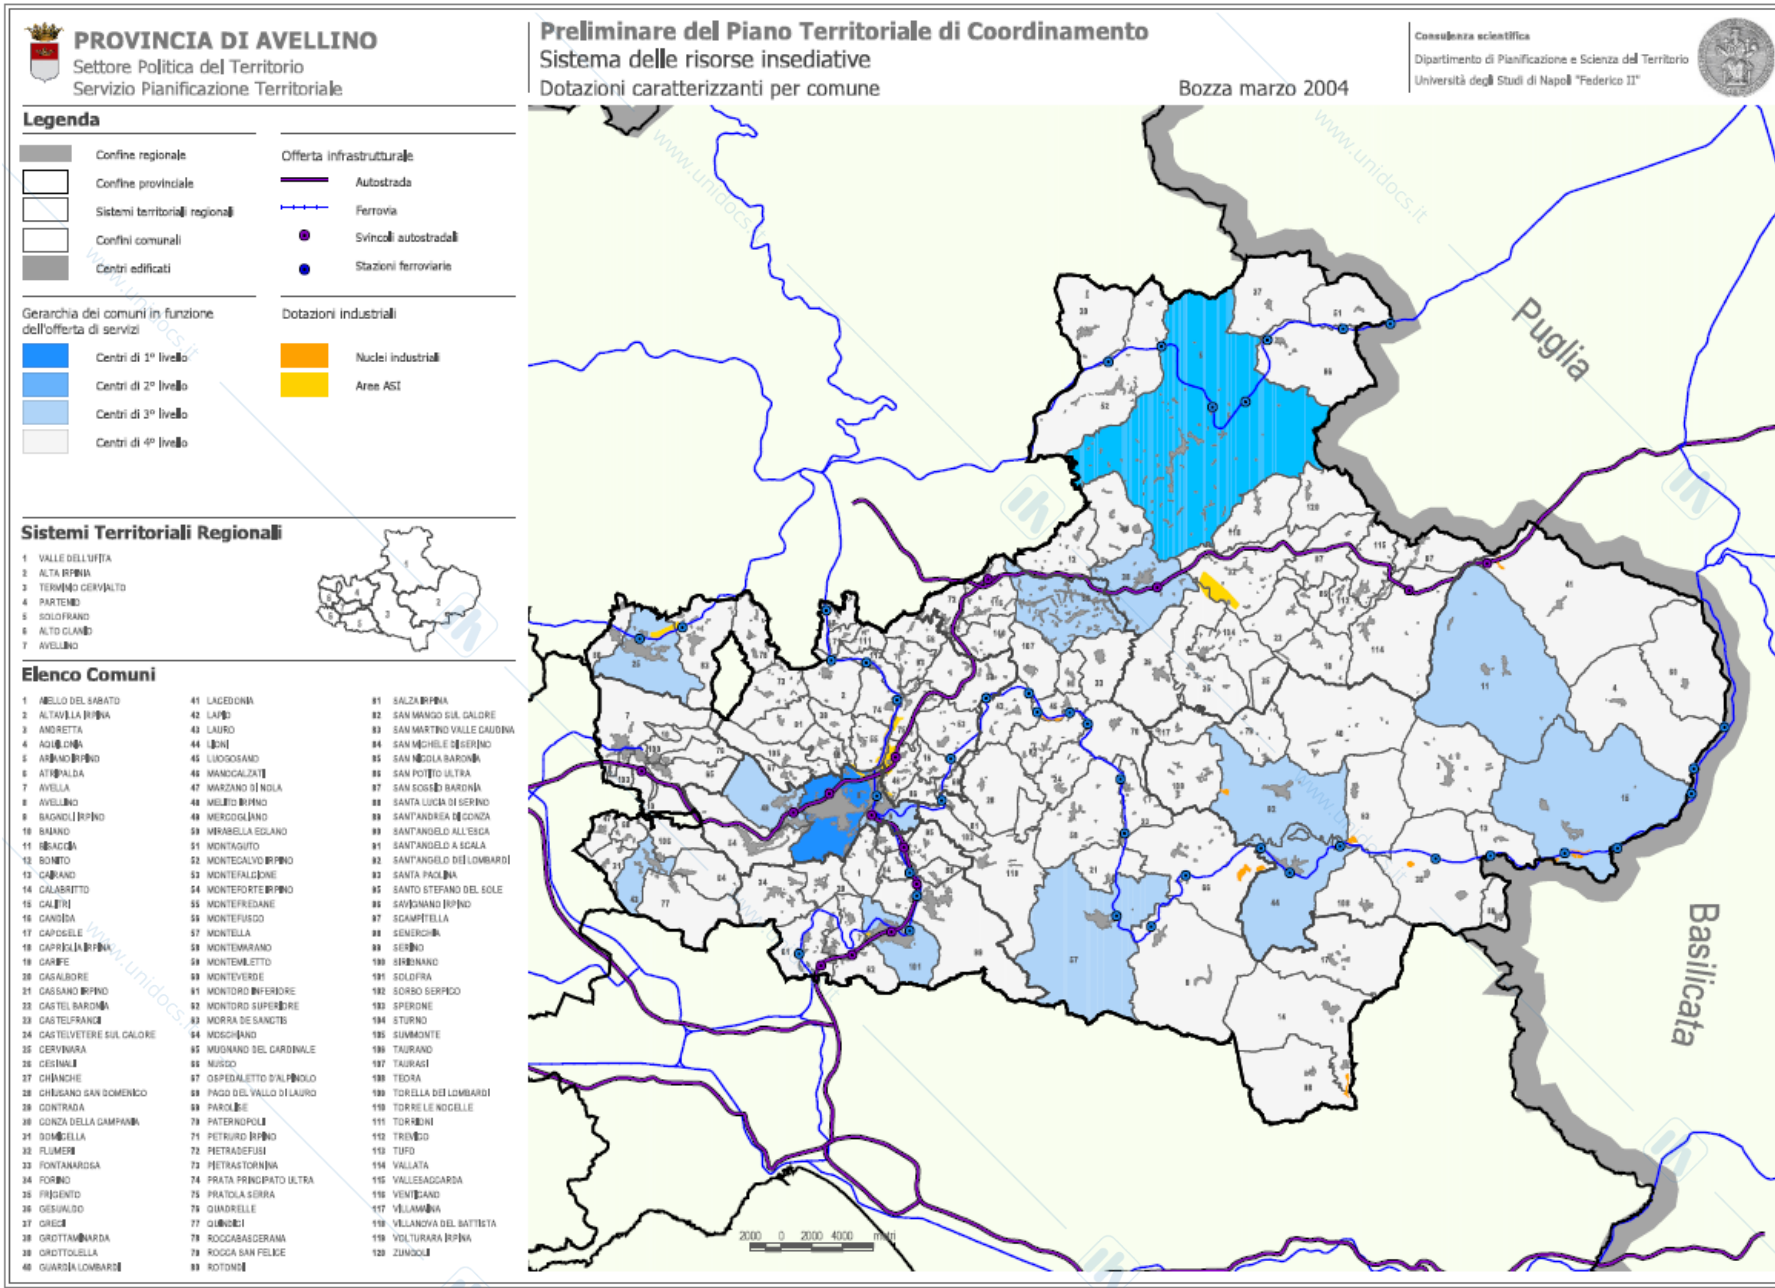 PROVINCIA DI AVELLINO
Settore Politica del Territorio
Servizio Pianificazione Territoriale
Preliminare del Piano Territoriale di Coordinamento
Sistema delle risorse insediative
Dotazioni caratterizzanti per comune
Bozza marzo 2004
Consulenza scientifica
Dipartimento di Pianificazione e Scienza del Territorio
Università degli Studi di Napoli "Federico II"
Legenda
Confine regionale
Confine provinciale
Sistemi territoriali regionali
Confini comunali
Centri edificati
Offerta infrastrutturale
Autostrada
Ferrovia
Svincoli autostradali
Stazioni ferroviarie
Gerarchia dei comuni in funzione
dell'offerta di servizi
Centri di 1° livello
Centri di 2° livello
Centri di 3° livello
Centri di 4° livello
Dotazioni industriali
Nuclei industriali
Aree ASI
Sistemi Territoriali Regionali
1 VALLE DELL'UFITA
2 ALTA IRPINIA
3 TERMINIO CERVIALTO
4 PARTENIO
5 SOLOFRANO
6 ALTO CLANIO
7 AVELLINO
Elenco Comuni
1 AIELLO DEL SABATO
2 ALTAVILLA IRPINA
3 ANDRETTA
4 AQUILONIA
5 ARIANO IRPINO
6 ATRIPALDA
7 AVELLA
8 AVELLINO
9 BAGNOLI IRPINO
10 BAIANO
11 BISACCIA
12 BONITO
13 CAIRANO
14 CALABRITTO
15 CALITRI
16 CANDIDA
17 CAPOSELE
18 CAPRIGLIA IRPINA
19 CARIFE
20 CASALBORE
21 CASSANO IRPINO
22 CASTEL BARONIA
23 CASTELFRANCI
24 CASTELVETERE SUL CALORE
25 CERVINARA
26 CESINALI
27 CHIANCHE
28 CHIUSANO SAN DOMENICO
29 CONTRADA
30 CONZA DELLA CAMPANIA
31 DOMICELLA
32 FLUMERI
33 FONTANAROSA
34 FORINO
35 FRIGENTO
36 GESUALDO
37 GRECI
38 GROTTAMINARDA
39 GROTTOLELLA
40 GUARDIA LOMBARDI
41 LACEDONIA
42 LAPIO
43 LAURO
44 LIONI
45 LUOGOSANO
46 MANOCALZATI
47 MARZANO DI NOLA
48 MELITO IRPINO
49 MERCOGLIANO
50 MIRABELLA ECLANO
51 MONTAGUTO
52 MONTECALVO IRPINO
53 MONTEFALCIONE
54 MONTEFORTE IRPINO
55 MONTEFREDANE
56 MONTEFUSCO
57 MONTELLA
58 MONTEMARANO
59 MONTEMILETTO
60 MONTEVERDE
61 MONTORO INFERIORE
62 MONTORO SUPERIORE
63 MORRA DE SANCTIS
64 MOSCHIANO
65 MUGNANO DEL CARDINALE
66 NUSCO
67 OSPEDALETTO D'ALPINOLO
68 PAGO DEL VALLO DI LAURO
69 PAROLISE
70 PATERNOPOLI
71 PETRURO IRPINO
72 PIETRADEFUSI
73 PIETRASTORNINA
74 PRATA PRINCIPATO ULTRA
75 PRATOLA SERRA
76 QUADRELLE
77 QUINDICI
78 ROCCABASCERANA
79 ROCCA SAN FELICE
80 ROTONDI
81 SALZA IRPINA
82 SAN MANGO SUL CALORE
83 SAN MARTINO VALLE CAUDINA
84 SAN MICHELE DI SERINO
85 SAN NICOLA BARONIA
86 SAN POTITO ULTRA
87 SAN SOSSIO BARONIA
88 SANTA LUCIA DI SERINO
89 SANT'ANDREA DI CONZA
90 SANT'ANGELO ALL'ESCA
91 SANT'ANGELO A SCALA
92 SANT'ANGELO DEI LOMBARDI
93 SANTA PAOLINA
95 SANTO STEFANO DEL SOLE
96 SAVIGNANO IRPINO
97 SCAMPITELLA
98 SENERCHIA
99 SERINO
100 SIRIGNANO
101 SOLOFRA
102 SORBO SERPICO
103 SPERONE
104 STURNO
105 SUMMONTE
106 TAURANO
107 TAURASI
108 TEORA
109 TORELLA DEI LOMBARDI
110 TORRE LE NOCELLE
111 TORRIONI
112 TREVICO
113 TUFO
114 VALLATA
115 VALLESACCARDA
116 VENTICANO
117 VILLAMAINA
118 VILLANOVA DEL BATTISTA
119 VOLTURARA IRPINA
120 ZUNGOLI
Puglia
Basilicata
2000 0 2000 4000 metri
www.unidocs.it
www.unidocs.it
www.unidocs.it
www.unidocs.it